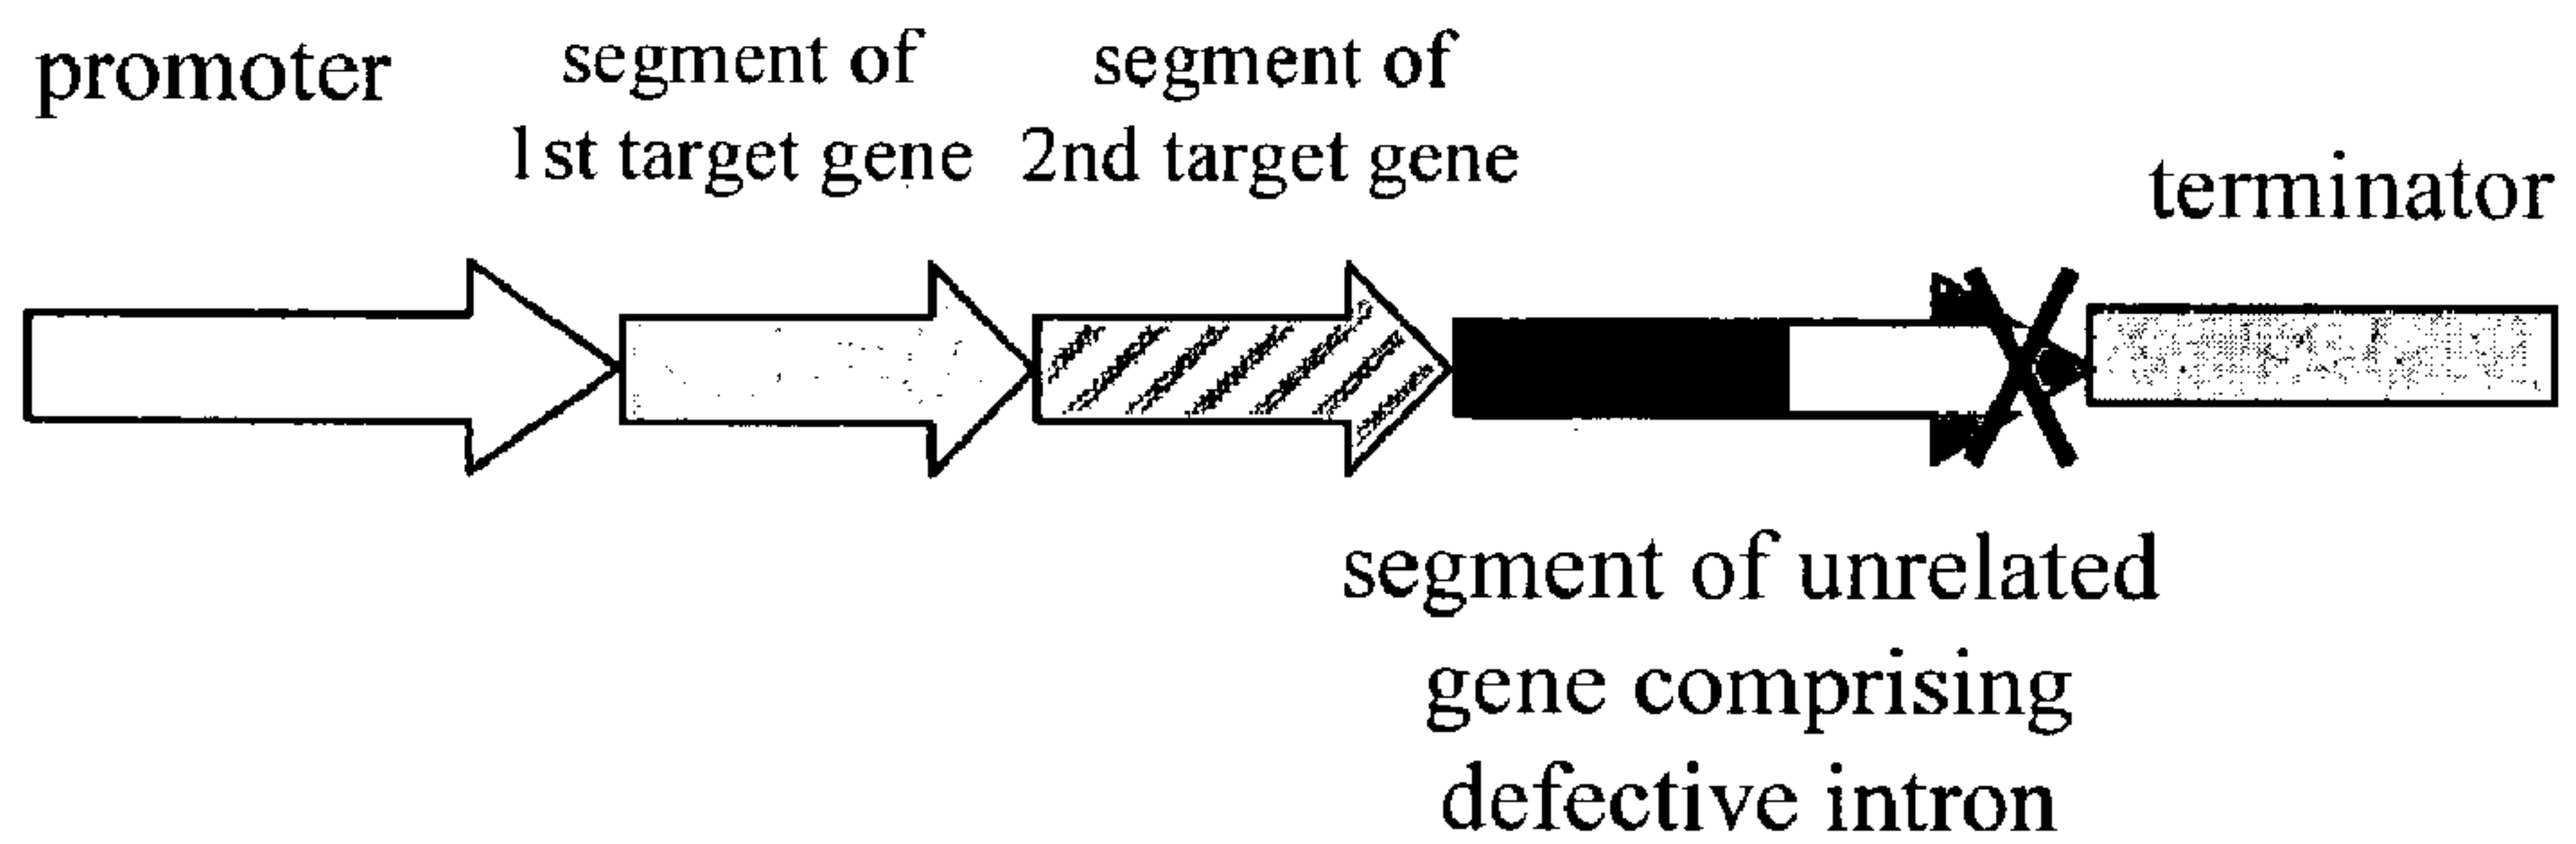 promoter
segment of
1st target gene
segment of
2nd target gene
terminator
segment of unrelated
gene comprising
defective intron